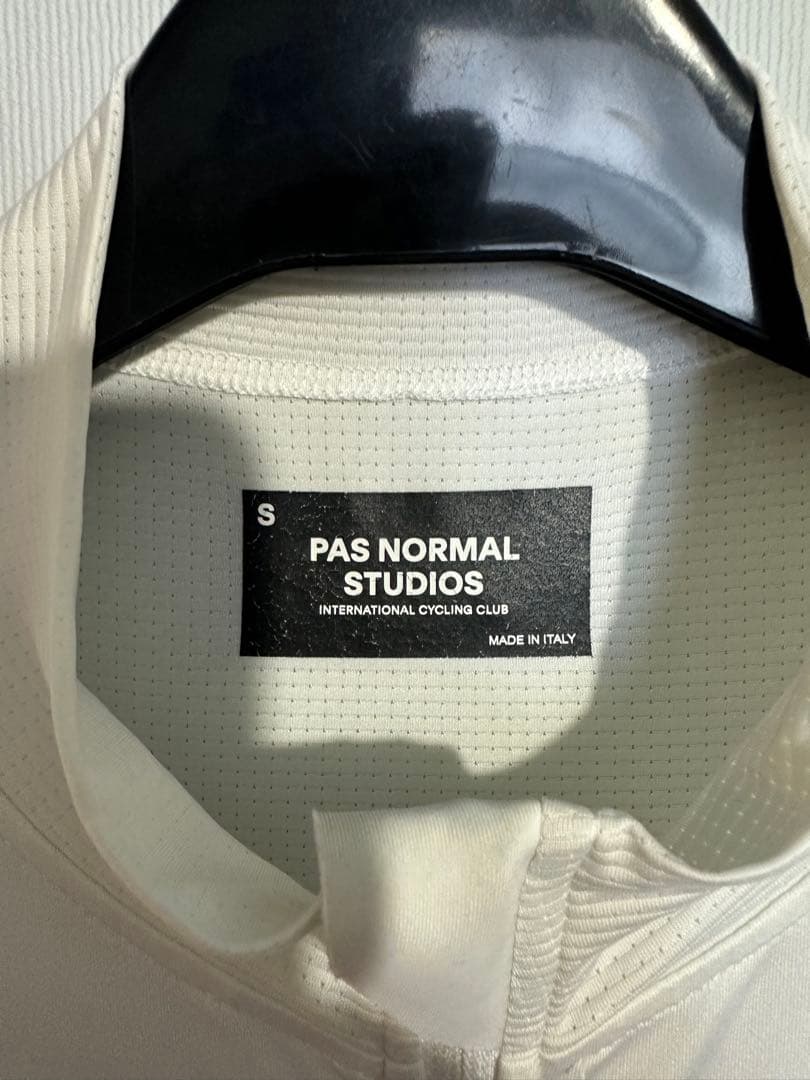 S
PAS NORMAL
STUDIOS
INTERNATIONAL CYCLING CLUB
MADE IN ITALY